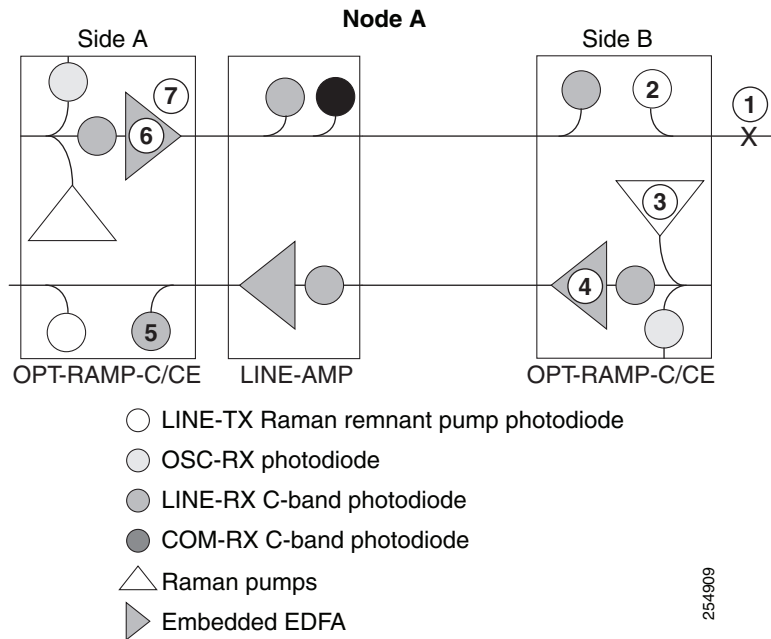 Node A
Side A
Side B
7
6
2
1
X
3
4
5
OPT-RAMP-C/CE
LINE-AMP
OPT-RAMP-C/CE
LINE-TX Raman remnant pump photodiode
OSC-RX photodiode
LINE-RX C-band photodiode
COM-RX C-band photodiode
Raman pumps
Embedded EDFA
254909